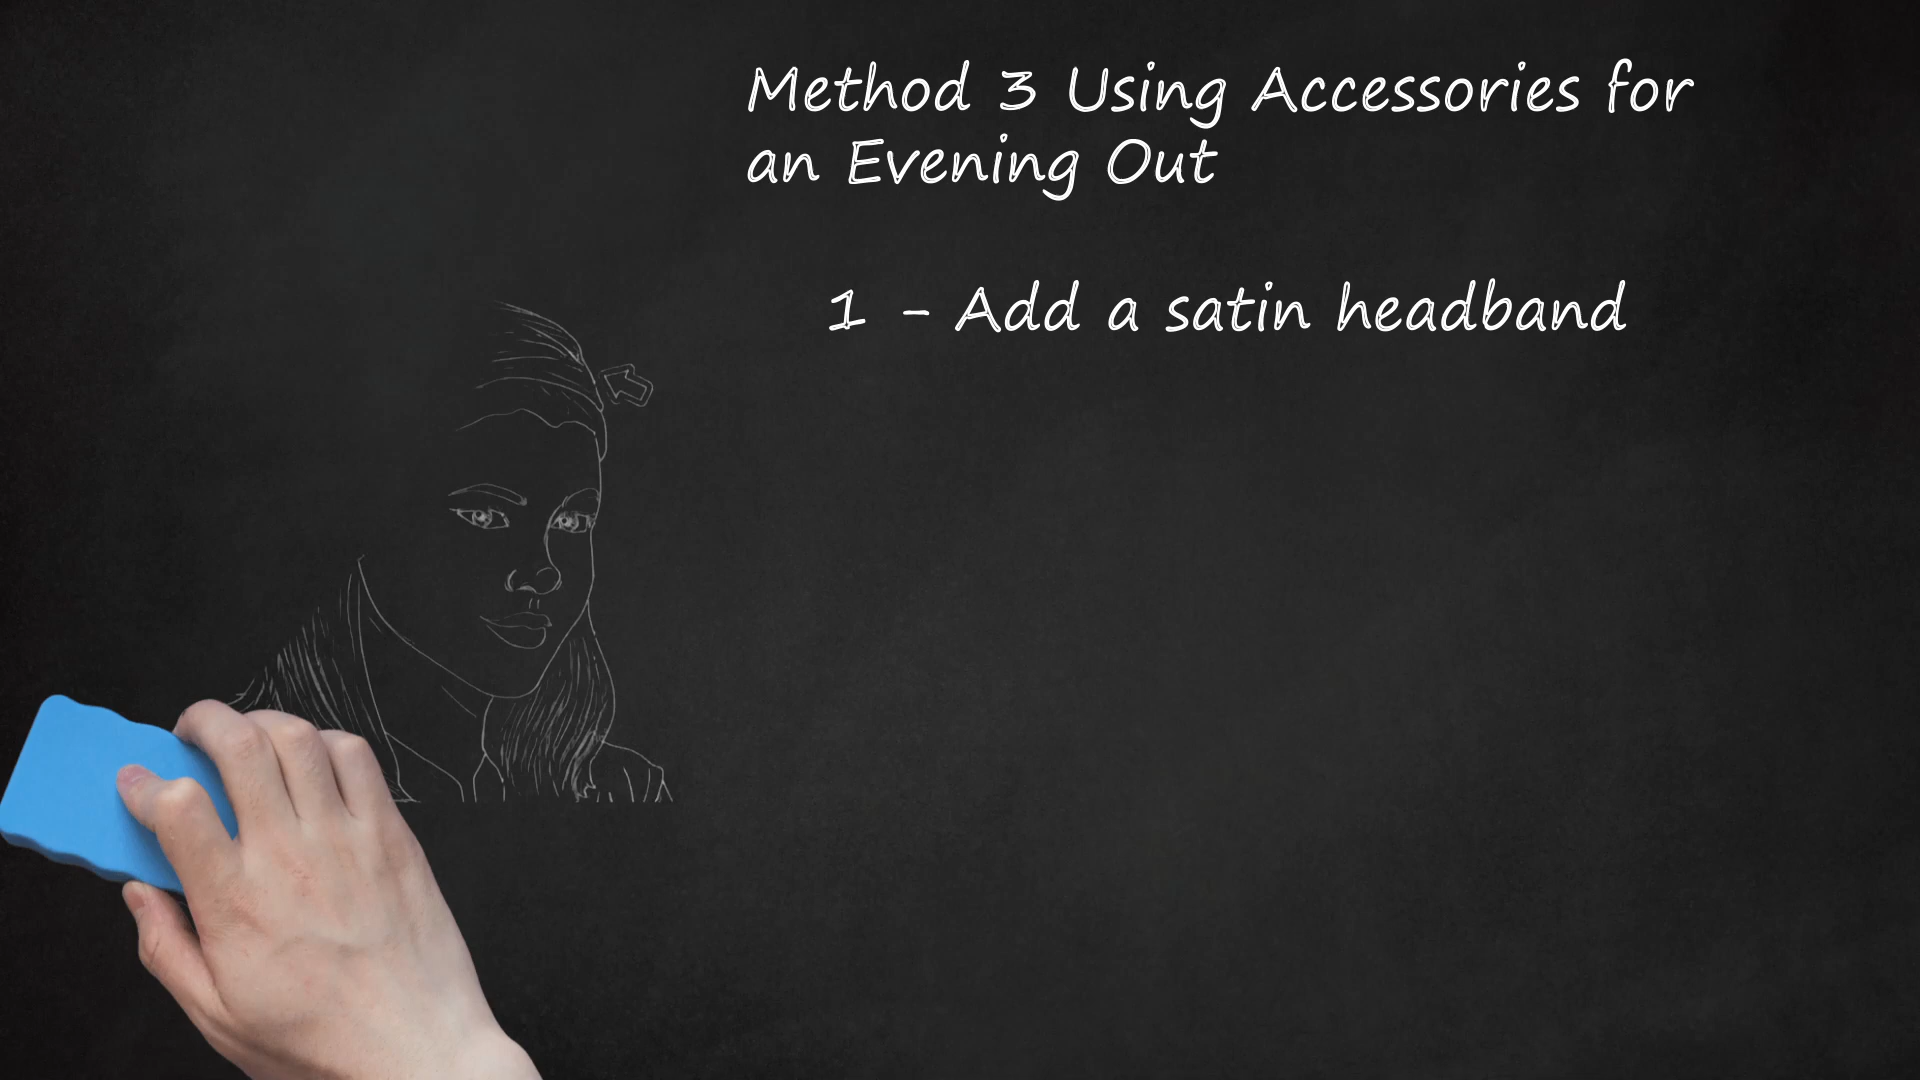 Method 3 Using Accessories for
an Evening Out
1 - Add a satin headband